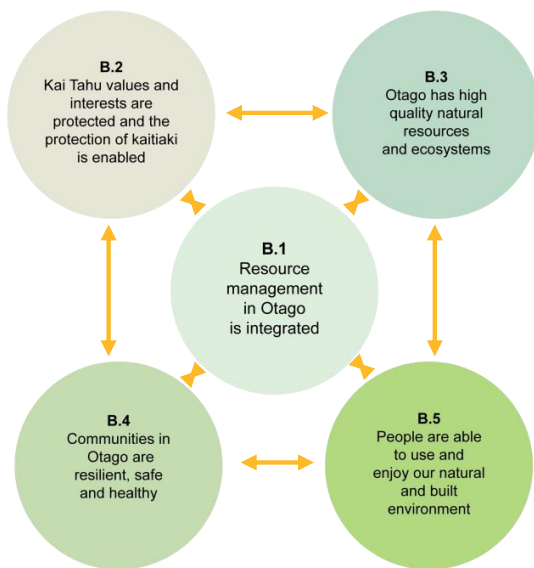 B.2
Kai Tahu values and
interests are
protected and the
protection of kaitiaki
is enabled
B.3
Otago has high
quality natural
resources
and ecosystems
B.1
Resource
management
in Otago
is integrated
B.4
Communities in
Otago are
resilient, safe
and healthy
B.5
People are able
to use and
enjoy our natural
and built
environment